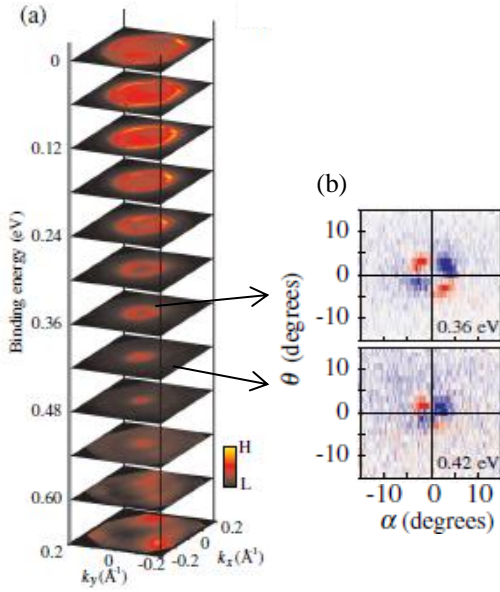 (a)
0
0.12
0.24
0.36
0.48
0.60
Binding energy (eV)
H
L
0.2
0
-0.2
k_y (Å⁻¹)
0.2
0
-0.2
k_x (Å⁻¹)
(b)
10
0
-10
0.36 eV
10
0
-10
0.42 eV
θ (degrees)
-10
0
10
α (degrees)